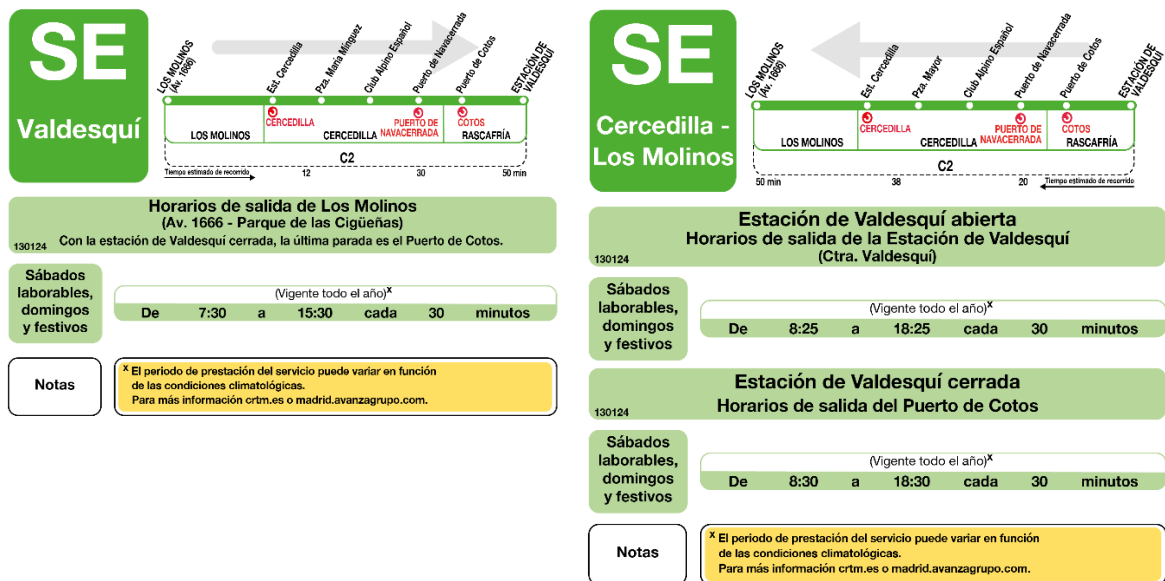 SE
Valdesquí
LOS MOLINOS
(Av. 1666)
Est. Cercedilla
Pza. María Mínguez
Club Alpino Español
Puerto de Navacerrada
Puerto de Cotos
ESTACIÓN DE
VALDESQUÍ
CERCEDILLA
PUERTO DE
NAVACERRADA
COTOS
LOS MOLINOS
CERCEDILLA
RASCAFRÍA
C2
Tiempo estimado de recorrido
12
30
50 min
Horarios de salida de Los Molinos
(Av. 1666 - Parque de las Cigüeñas)
130124
Con la estación de Valdesquí cerrada, la última parada es el Puerto de Cotos.
Sábados
laborables,
domingos
y festivos
(Vigente todo el año)x
De 7:30 a 15:30 cada 30 minutos
Notas
x El periodo de prestación del servicio puede variar en función
de las condiciones climatológicas.
Para más información crtm.es o madrid.avanzagrupo.com.
SE
Cercedilla -
Los Molinos
LOS MOLINOS
(Av. 1666)
Est. Cercedilla
Pza. Mayor
Club Alpino Español
Puerto de Navacerrada
Puerto de Cotos
ESTACIÓN DE
VALDESQUÍ
CERCEDILLA
PUERTO DE
NAVACERRADA
COTOS
LOS MOLINOS
CERCEDILLA
RASCAFRÍA
C2
50 min
38
20
Tiempo estimado de recorrido
Estación de Valdesquí abierta
Horarios de salida de la Estación de Valdesquí
(Ctra. Valdesquí)
130124
Sábados
laborables,
domingos
y festivos
(Vigente todo el año)x
De 8:25 a 18:25 cada 30 minutos
Estación de Valdesquí cerrada
Horarios de salida del Puerto de Cotos
130124
Sábados
laborables,
domingos
y festivos
(Vigente todo el año)x
De 8:30 a 18:30 cada 30 minutos
Notas
x El periodo de prestación del servicio puede variar en función
de las condiciones climatológicas.
Para más información crtm.es o madrid.avanzagrupo.com.